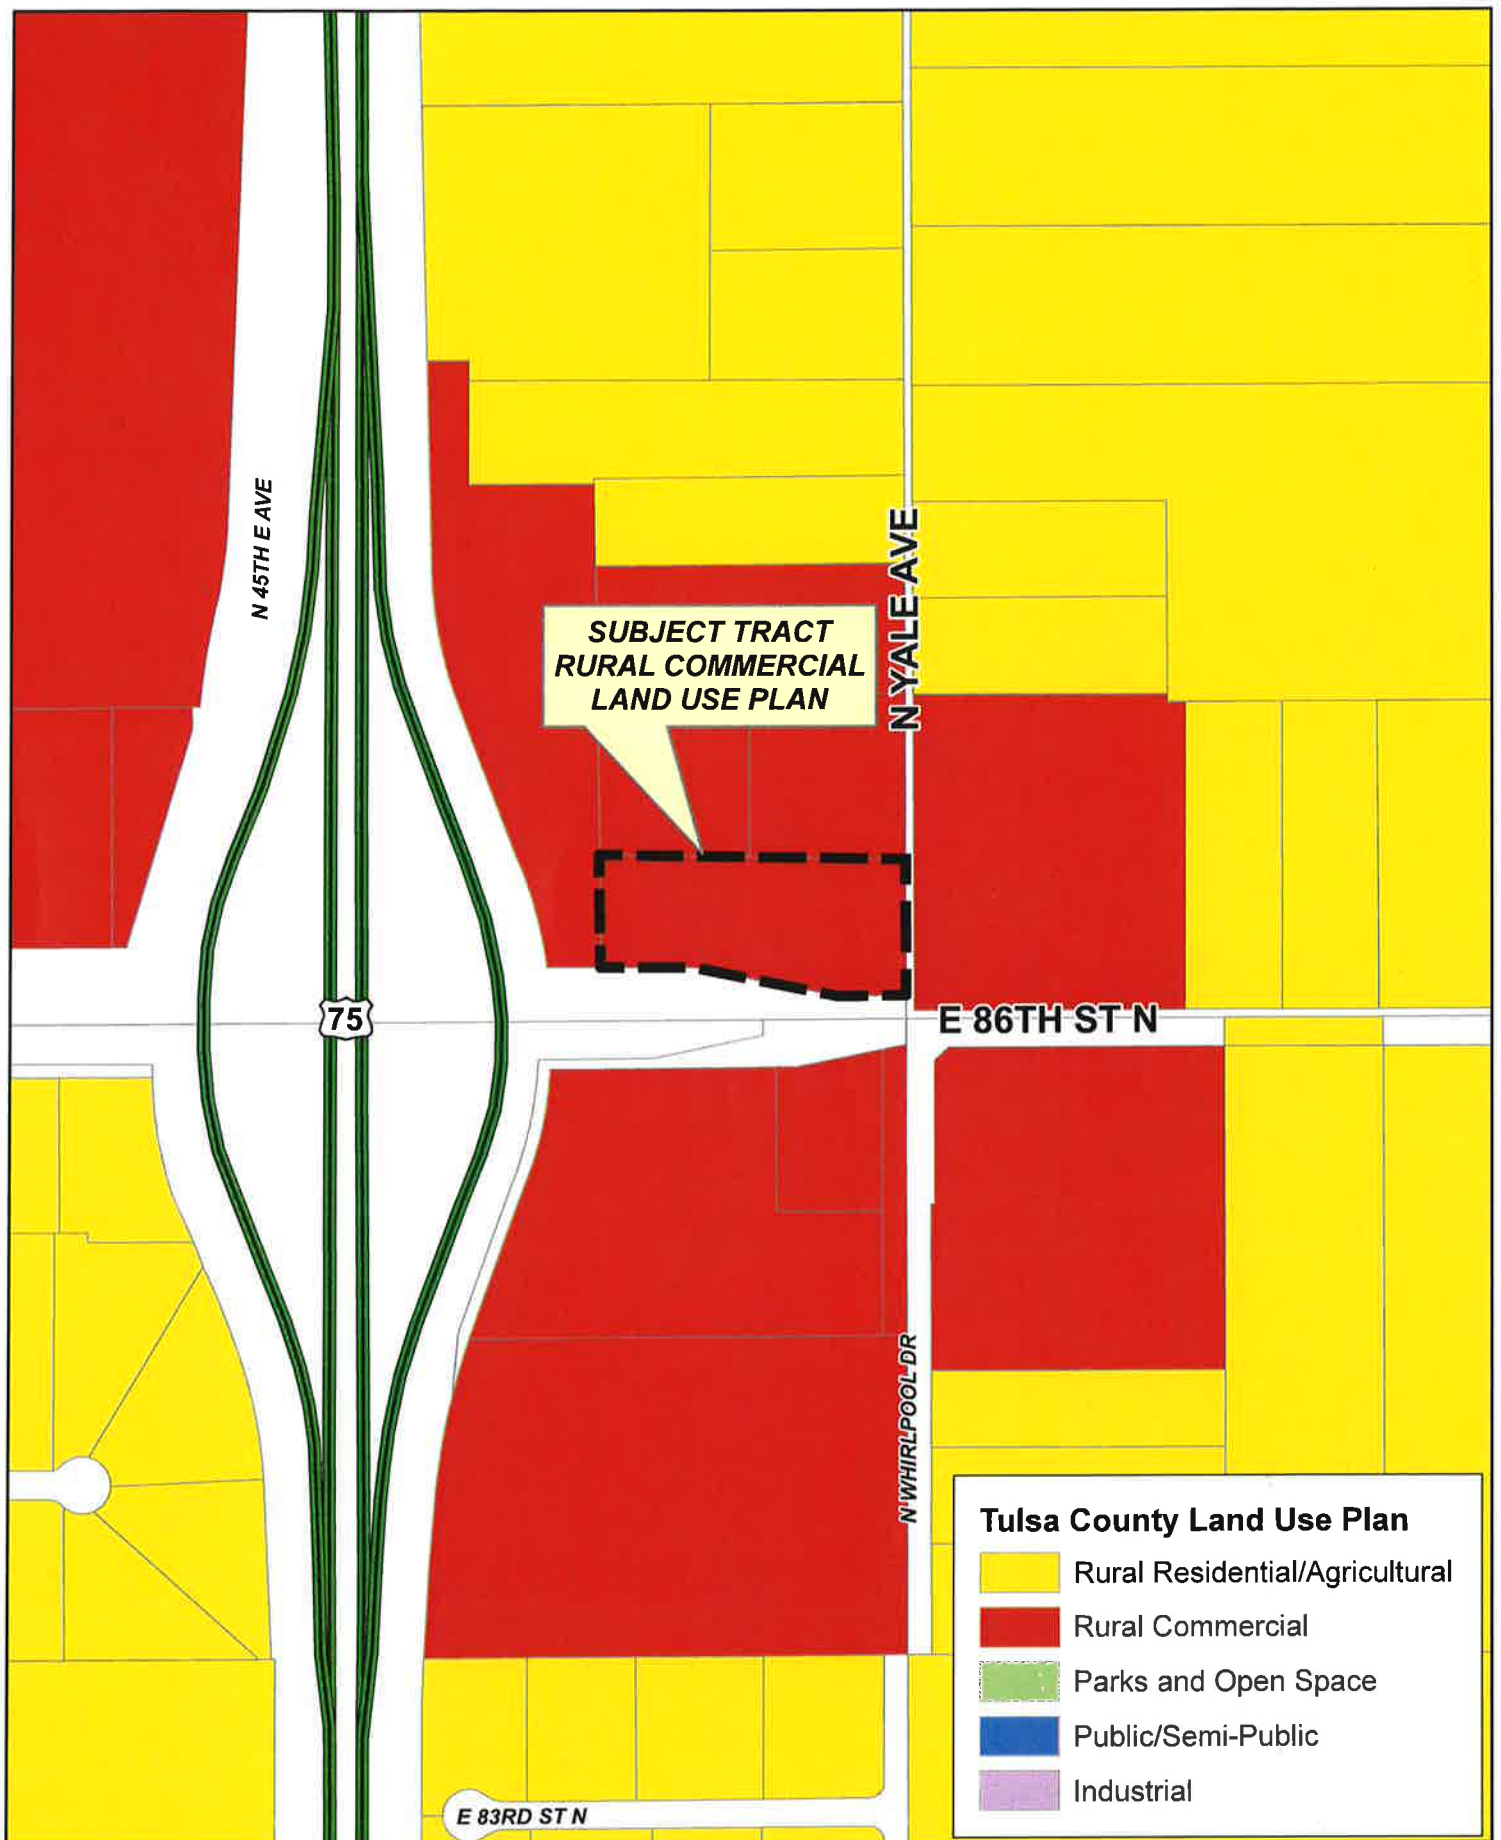 N 45TH E AVE
N YALE AVE
SUBJECT TRACT
RURAL COMMERCIAL
LAND USE PLAN
75
E 86TH ST N
N WHIRLPOOL DR
Tulsa County Land Use Plan
Rural Residential/Agricultural
Rural Commercial
Parks and Open Space
Public/Semi-Public
Industrial
E 83RD ST N